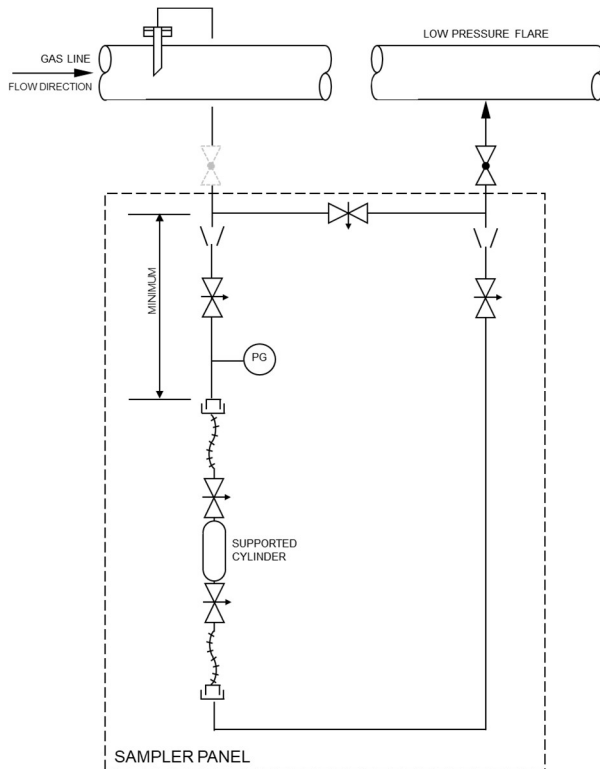 LOW PRESSURE FLARE
GAS LINE
FLOW DIRECTION
MINIMUM
PG
SUPPORTED
CYLINDER
SAMPLER PANEL